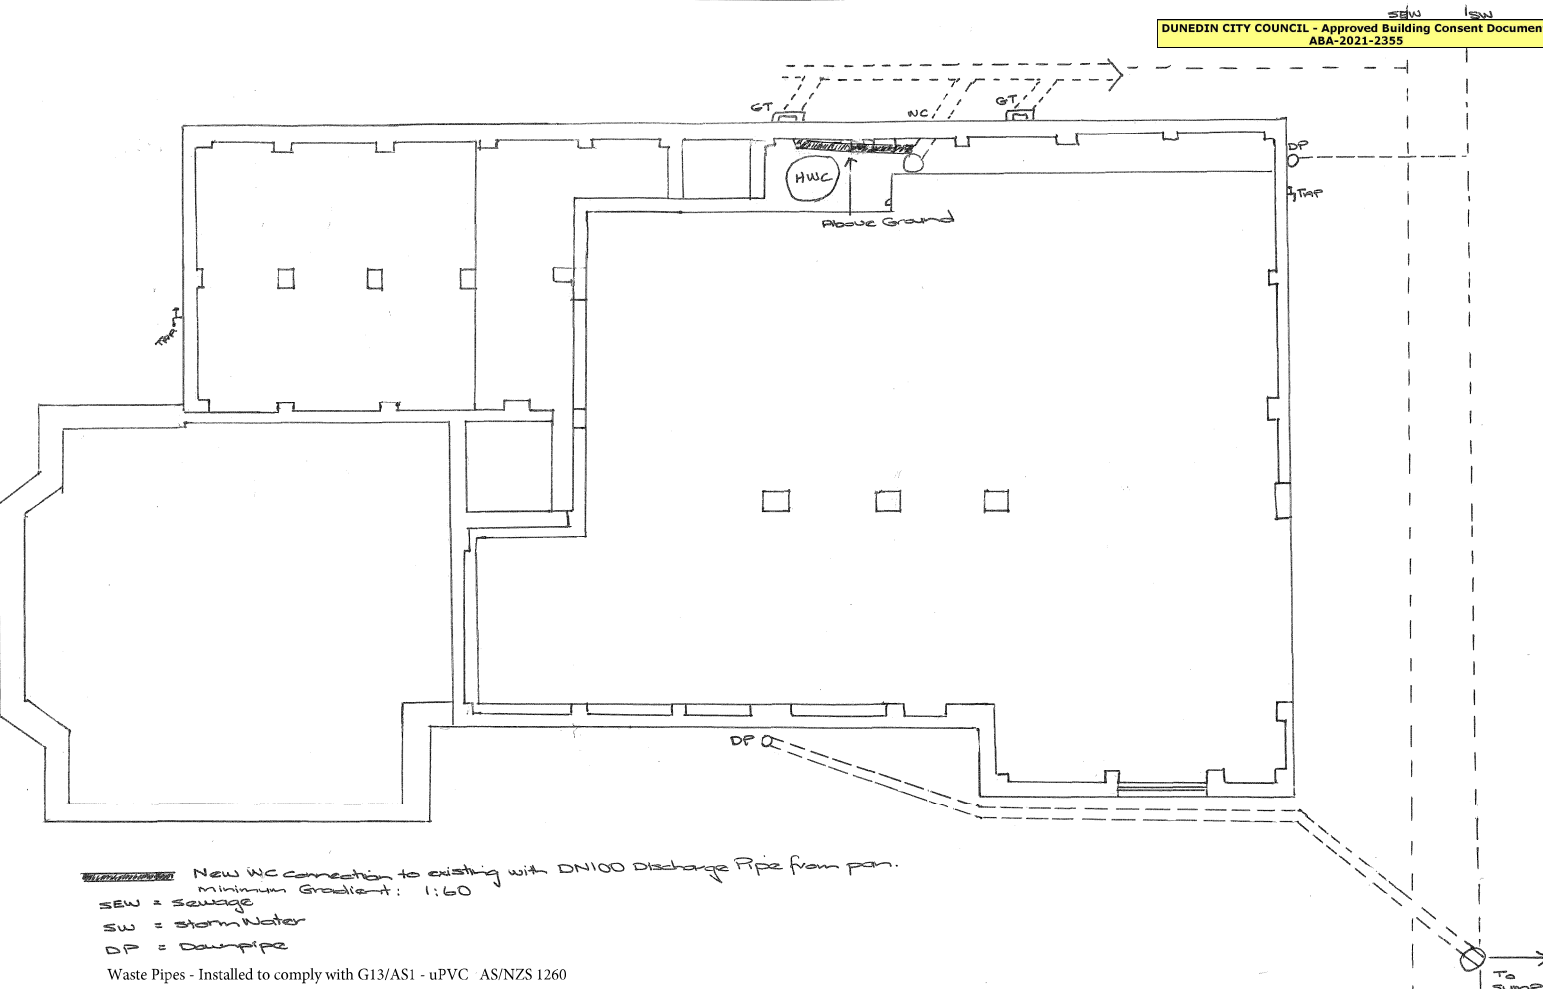 SEW
SW
DUNEDIN CITY COUNCIL - Approved Building Consent Documen
ABA-2021-2355
GT
WC
GT
DP
TAP
HWC
Above Ground
TAP
DP
New WC connection to existing with DN100 Discharge Pipe from pan.
Minimum Gradient: 1:60
SEW = Sewage
SW = Storm Water
DP = Downpipe
Waste Pipes - Installed to comply with G13/AS1 - uPVC AS/NZS 1260
To